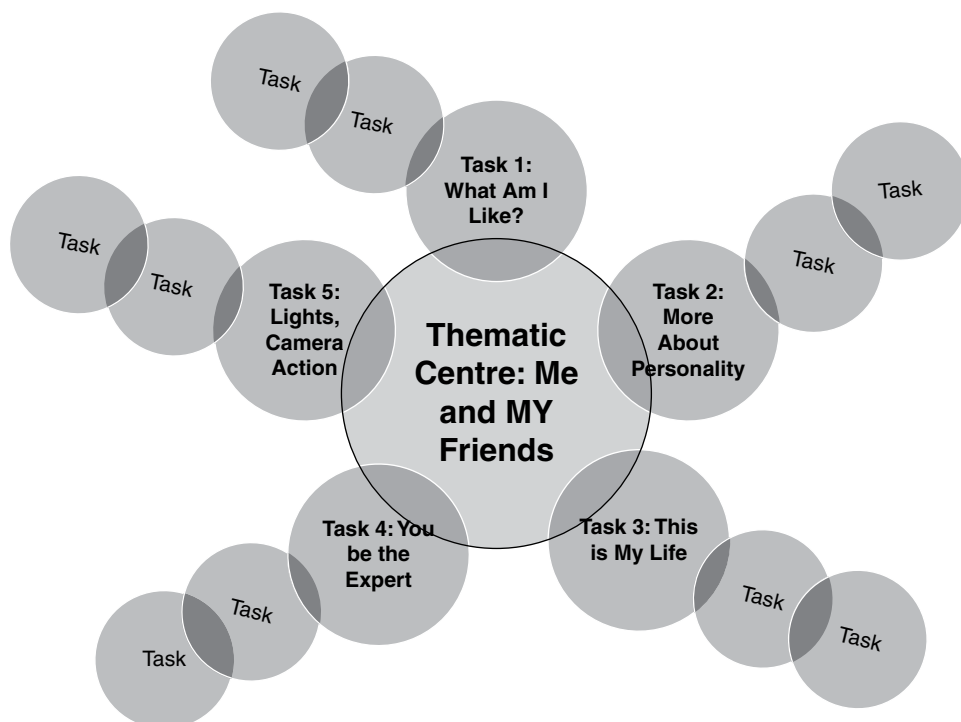 Task
Task
Task 1:
What Am I
Like?
Task
Task
Task
Task
Task 5:
Lights,
Camera
Action
Task 2:
More
About
Personality
Thematic
Centre: Me
and MY
Friends
Task 4: You
be the
Expert
Task 3: This
is My Life
Task
Task
Task
Task